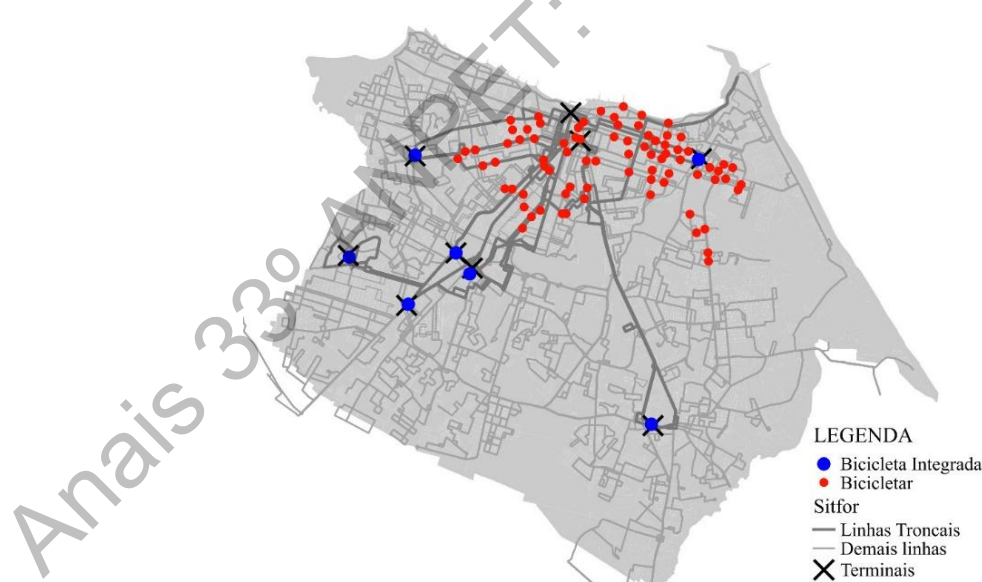 Anais 33º ANPET:
LEGENDA
Bicicleta Integrada
Bicicletar
Sitfor
Linhas Troncais
Demais linhas
Terminais